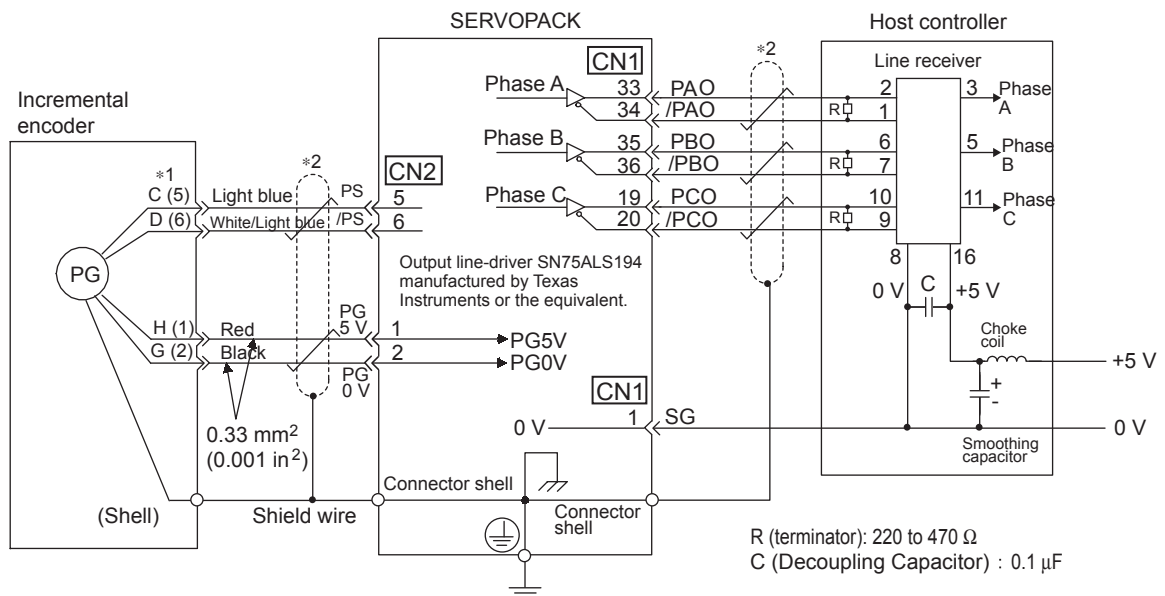 SERVOPACK
Host controller
Incremental
encoder
*1
C (5)
D (6)
PG
H (1)
G (2)
(Shell)
Light blue
White/Light blue
*2
PS
/PS
Red
Black
PG
5 V
PG
0 V
0.33 mm²
(0.001 in²)
Shield wire
CN2
5
6
1
2
PG5V
PG0V
CN1
Phase A
33
34
Phase B
35
36
Phase C
19
20
Output line-driver SN75ALS194
manufactured by Texas
Instruments or the equivalent.
CN1
0 V
1
SG
Connector shell
Connector
shell
*2
PAO
/PAO
PBO
/PBO
PCO
/PCO
Line receiver
R
2
1
3
Phase
A
R
6
7
5
Phase
B
R
10
9
11
Phase
C
8
16
0 V
C
+5 V
Choke
coil
+5 V
+
-
0 V
Smoothing
capacitor
R (terminator): 220 to 470 Ω
C (Decoupling Capacitor) : 0.1 μF